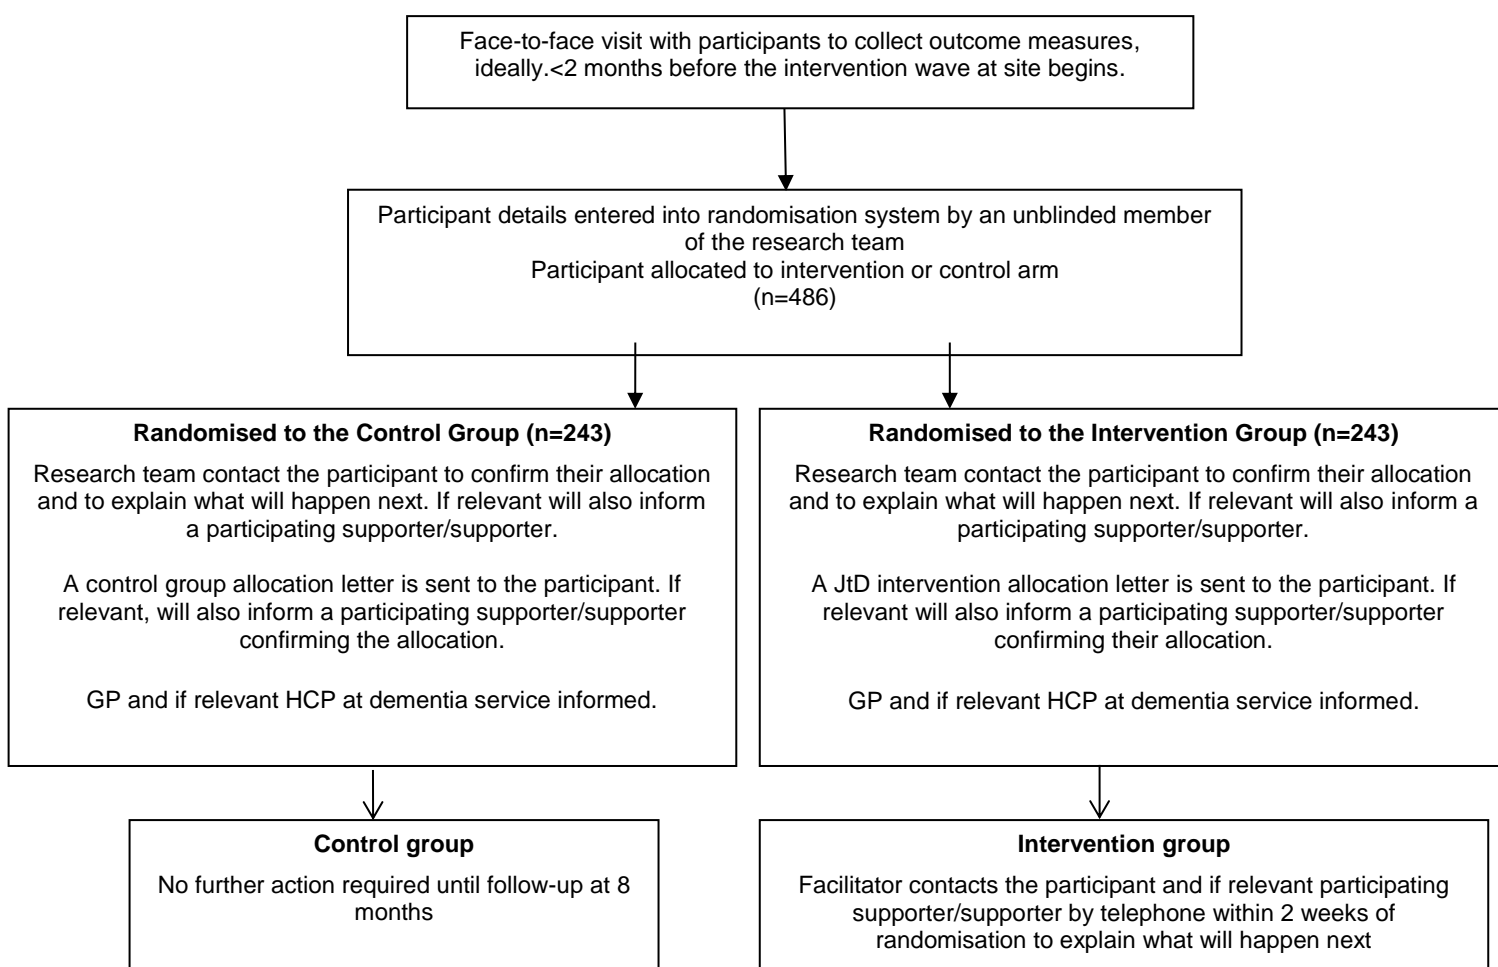 Face-to-face visit with participants to collect outcome measures,
ideally.<2 months before the intervention wave at site begins.
Participant details entered into randomisation system by an unblinded member
of the research team
Participant allocated to intervention or control arm
(n=486)
Randomised to the Control Group (n=243)
Research team contact the participant to confirm their allocation
and to explain what will happen next. If relevant will also inform
a participating supporter/supporter.
A control group allocation letter is sent to the participant. If
relevant, will also inform a participating supporter/supporter
confirming the allocation.
GP and if relevant HCP at dementia service informed.
Randomised to the Intervention Group (n=243)
Research team contact the participant to confirm their allocation
and to explain what will happen next. If relevant will also inform a
participating supporter/supporter.
A JtD intervention allocation letter is sent to the participant. If
relevant will also inform a participating supporter/supporter
confirming their allocation.
GP and if relevant HCP at dementia service informed.
Control group
No further action required until follow-up at 8
months
Intervention group
Facilitator contacts the participant and if relevant participating
supporter/supporter by telephone within 2 weeks of
randomisation to explain what will happen next